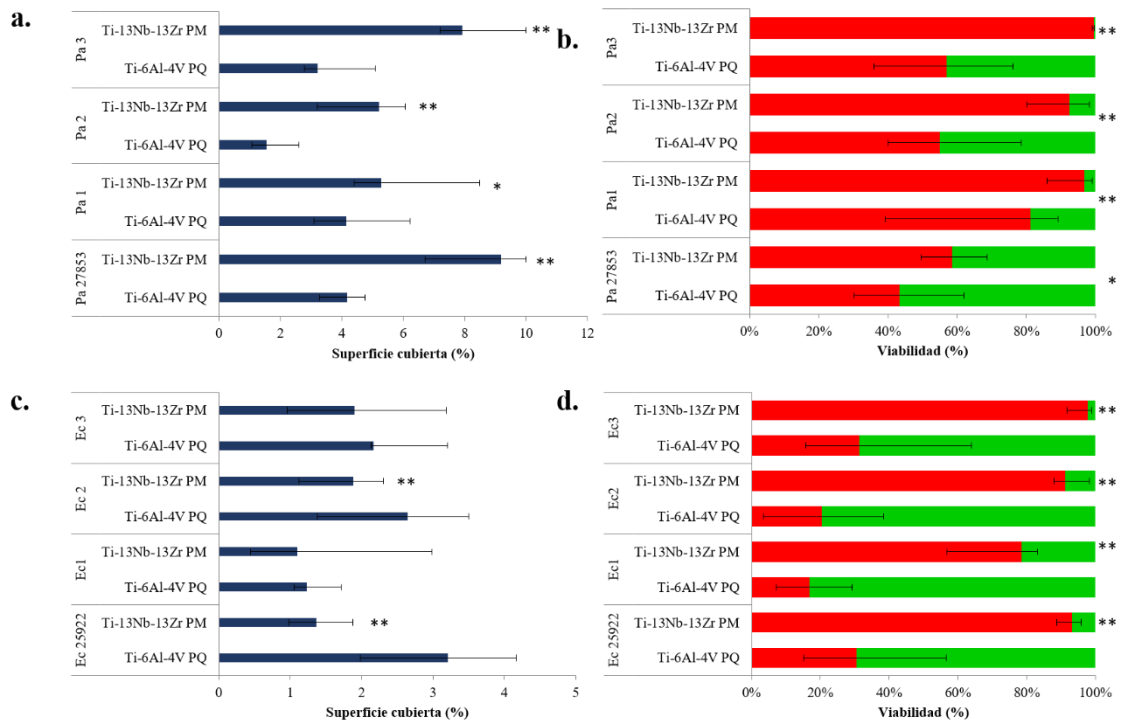 a.
Pa 3
Ti-13Nb-13Zr PM
**
Ti-6Al-4V PQ
Pa 2
Ti-13Nb-13Zr PM
**
Ti-6Al-4V PQ
Pa 1
Ti-13Nb-13Zr PM
*
Ti-6Al-4V PQ
Pa 27853
Ti-13Nb-13Zr PM
**
Ti-6Al-4V PQ
0 2 4 6 8 10 12
Superficie cubierta (%)
b.
Pa3
Ti-13Nb-13Zr PM
**
Ti-6Al-4V PQ
Pa2
Ti-13Nb-13Zr PM
**
Ti-6Al-4V PQ
Pa1
Ti-13Nb-13Zr PM
**
Ti-6Al-4V PQ
Pa 27853
Ti-13Nb-13Zr PM
*
Ti-6Al-4V PQ
0% 20% 40% 60% 80% 100%
Viabilidad (%)
c.
Ec 3
Ti-13Nb-13Zr PM
Ti-6Al-4V PQ
Ec 2
Ti-13Nb-13Zr PM
**
Ti-6Al-4V PQ
Ec1
Ti-13Nb-13Zr PM
Ti-6Al-4V PQ
Ec 25922
Ti-13Nb-13Zr PM
**
Ti-6Al-4V PQ
0 1 2 3 4 5
Superficie cubierta (%)
d.
Ec3
Ti-13Nb-13Zr PM
**
Ti-6Al-4V PQ
Ec2
Ti-13Nb-13Zr PM
**
Ti-6Al-4V PQ
Ec1
Ti-13Nb-13Zr PM
**
Ti-6Al-4V PQ
Ec 25922
Ti-13Nb-13Zr PM
**
Ti-6Al-4V PQ
0% 20% 40% 60% 80% 100%
Viabilidad (%)